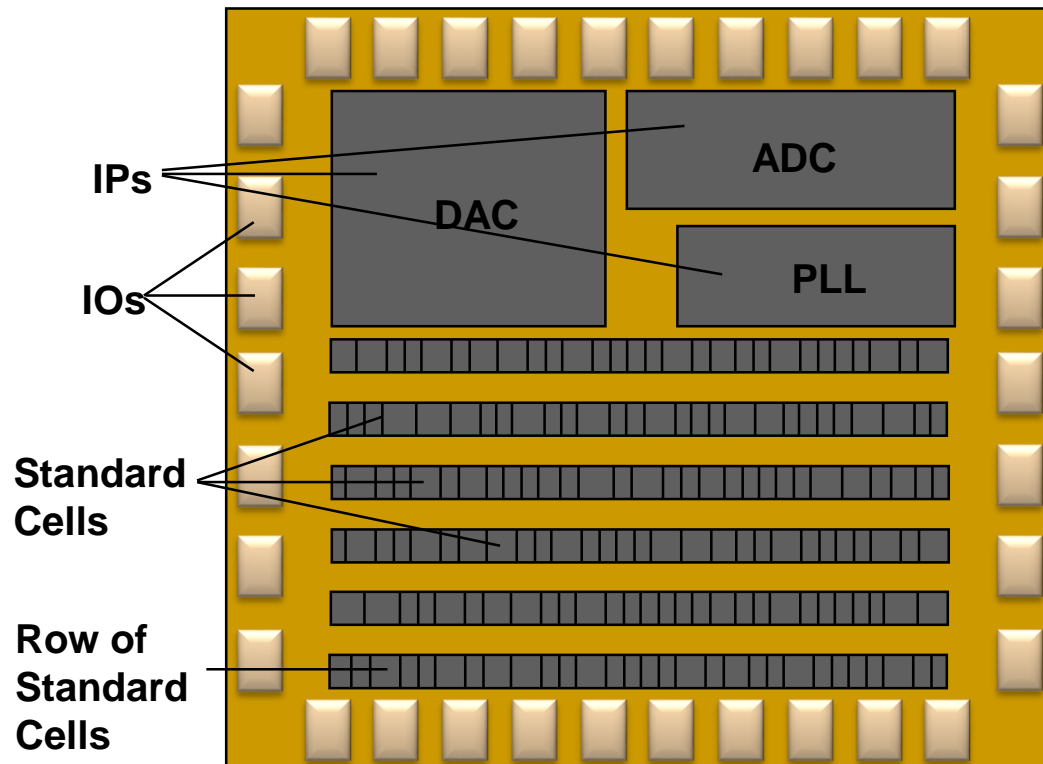 ADC
IPs
DAC
PLL
IOs
Standard
Cells
Row of
Standard
Cells